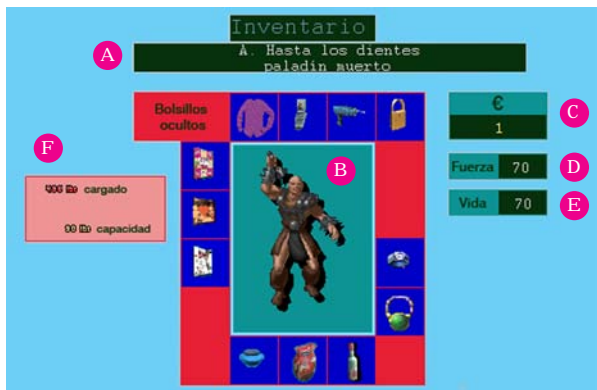 Inventario
A
A. Hasta los dientes
paladín muerto
Bolsillos
ocultos
€
C
1
F
B
Fuerza 70
D
cargado
Vida 70
E
capacidad